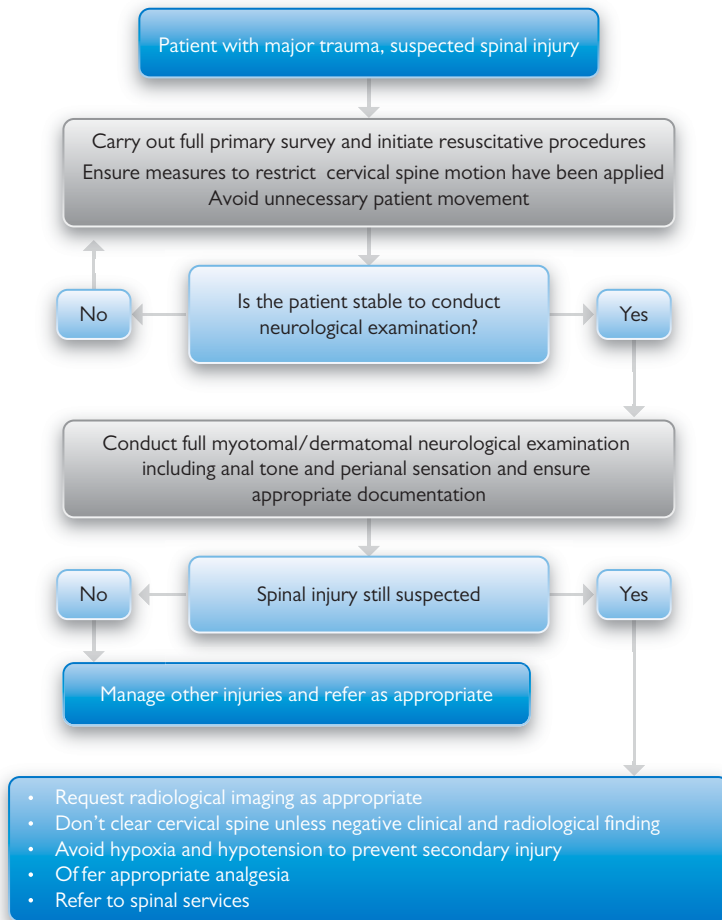 Patient with major trauma, suspected spinal injury
Carry out full primary survey and initiate resuscitative procedures
Ensure measures to restrict cervical spine motion have been applied
Avoid unnecessary patient movement
No
Is the patient stable to conduct
neurological examination?
Yes
Conduct full myotomal/dermatomal neurological examination
including anal tone and perianal sensation and ensure
appropriate documentation
No
Spinal injury still suspected
Yes
Manage other injuries and refer as appropriate
• Request radiological imaging as appropriate
• Don't clear cervical spine unless negative clinical and radiological finding
• Avoid hypoxia and hypotension to prevent secondary injury
• Offer appropriate analgesia
• Refer to spinal services